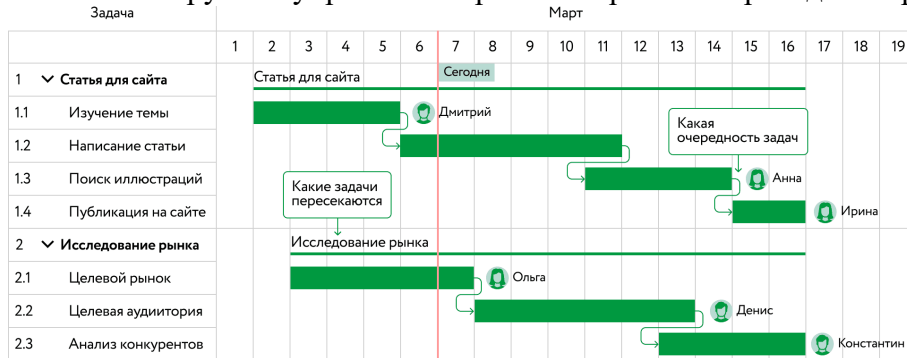 Задача
Март
1 2 3 4 5 6 7 8 9 10 11 12 13 14 15 16 17 18 19
1 Статья для сайта
Статья для сайта
Сегодня
1.1 Изучение темы
Дмитрий
1.2 Написание статьи
Какая
очередность задач
1.3 Поиск иллюстраций
Анна
Какие задачи
пересекаются
1.4 Публикация на сайте
Ирина
2 Исследование рынка
Исследование рынка
2.1 Целевой рынок
Ольга
2.2 Целевая аудиитория
Денис
2.3 Анализ конкурентов
Константин